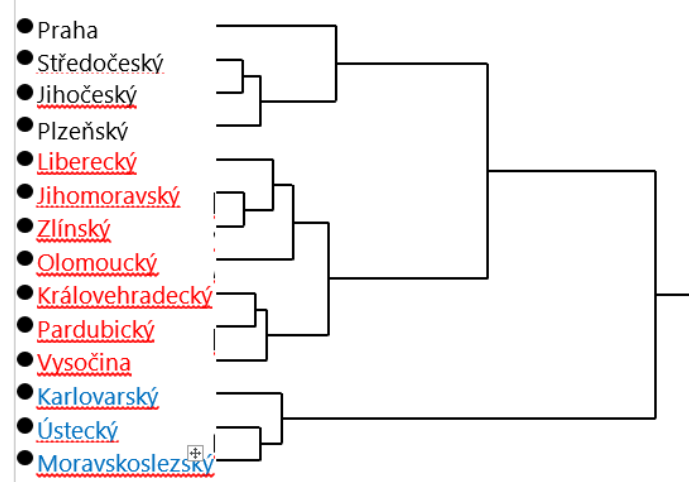 Praha
Středočeský
Jihočeský
Plzeňský
Liberecký
Jihomoravský
Zlínský
Olomoucký
Královehradecký
Pardubický
Vysočina
Karlovarský
Ústecký
Moravskoslezský